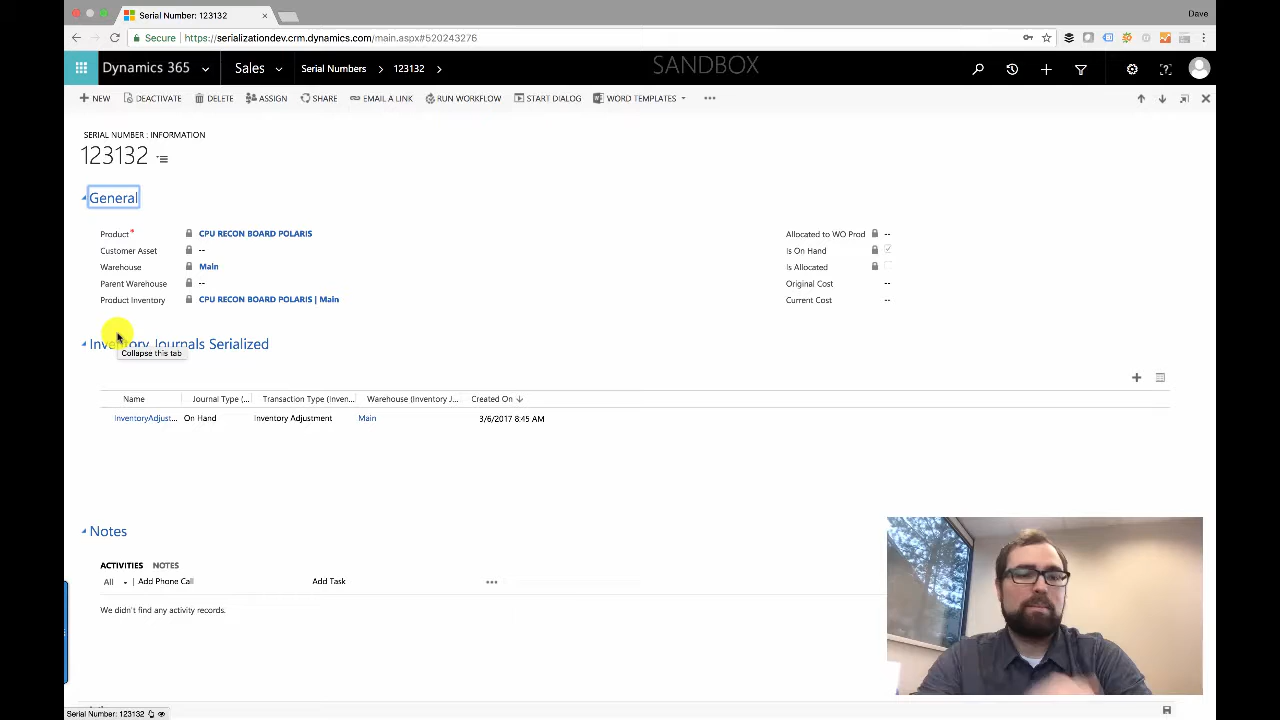 Serial Number: 123132 ×
Dave
Secure https://serializationdev.crm.dynamics.com/main.aspx#520243276
Dynamics 365 Sales Serial Numbers 123132
SANDBOX
NEW DEACTIVATE DELETE ASSIGN SHARE EMAIL A LINK RUN WORKFLOW START DIALOG WORD TEMPLATES
SERIAL NUMBER : INFORMATION
123132
General
Product* CPU RECON BOARD POLARIS Allocated to WO Prod --
Customer Asset -- Is On Hand
Warehouse Main Is Allocated
Parent Warehouse -- Original Cost --
Product Inventory CPU RECON BOARD POLARIS | Main Current Cost --
Inventory Journals Serialized
Collapse this tab
Name Journal Type (... Transaction Type (Inven... Warehouse (Inventory J... Created On
InventoryAdjust... On Hand Inventory Adjustment Main 3/6/2017 8:45 AM
Notes
ACTIVITIES NOTES
All | Add Phone Call Add Task
We didn't find any activity records.
Serial Number: 123132